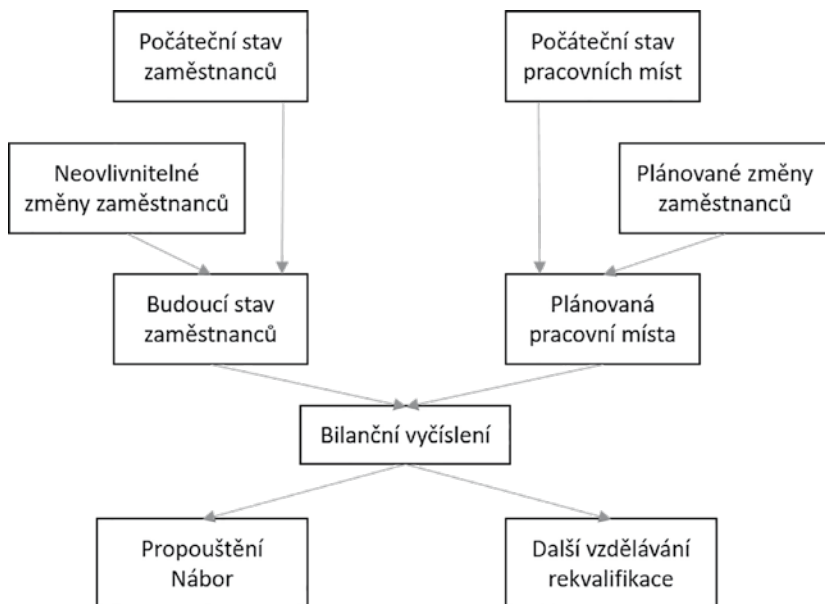 Počáteční stav
zaměstnanců
Počáteční stav
pracovních míst
Neovlivnitelné
změny zaměstnanců
Plánované změny
zaměstnanců
Budoucí stav
zaměstnanců
Plánovaná
pracovní místa
Bilanční vyčíslení
Propouštění
Nábor
Další vzdělávání
rekvalifikace